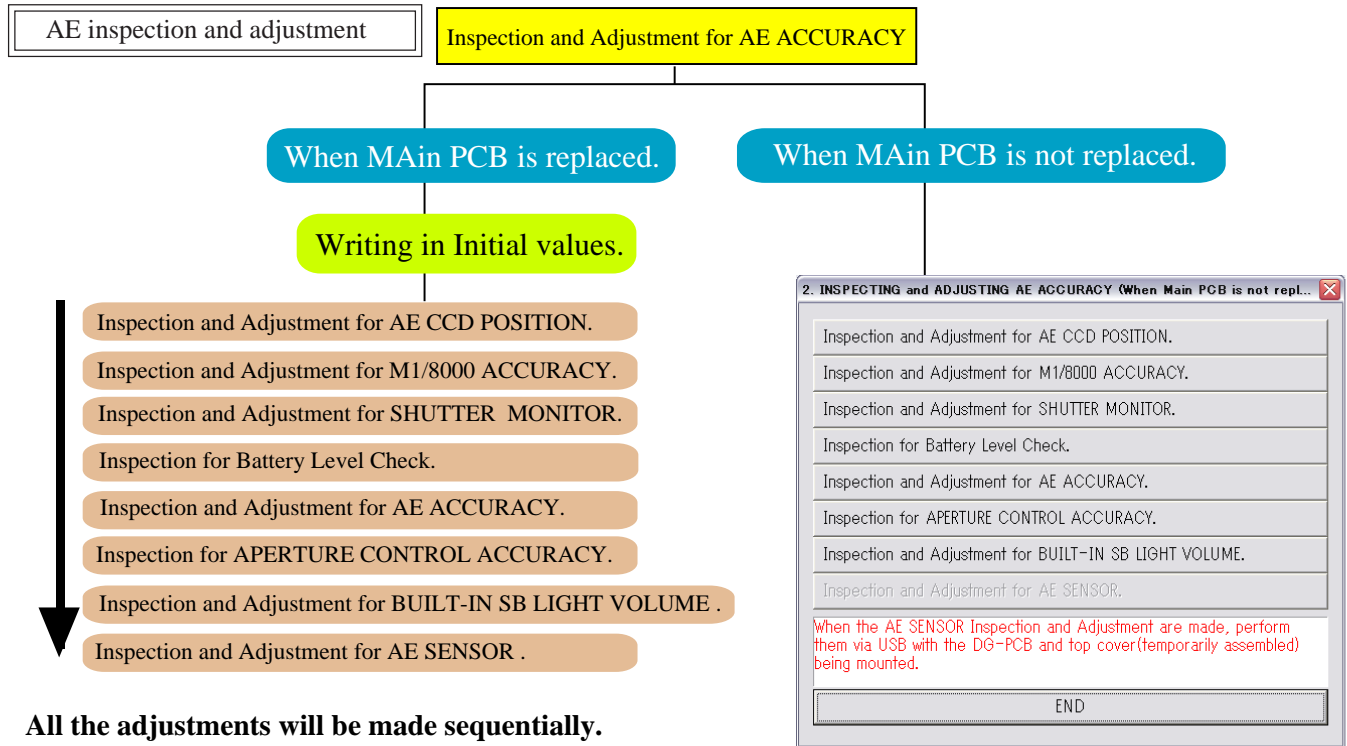 AE inspection and adjustment
Inspection and Adjustment for AE ACCURACY
When MAin PCB is replaced.
When MAin PCB is not replaced.
Writing in Initial values.
Inspection and Adjustment for AE CCD POSITION.
Inspection and Adjustment for M1/8000 ACCURACY.
Inspection and Adjustment for SHUTTER MONITOR.
Inspection for Battery Level Check.
Inspection and Adjustment for AE ACCURACY.
Inspection for APERTURE CONTROL ACCURACY.
Inspection and Adjustment for BUILT-IN SB LIGHT VOLUME .
Inspection and Adjustment for AE SENSOR .
All the adjustments will be made sequentially.
2. INSPECTING and ADJUSTING AE ACCURACY (When Main PCB is not repl...
Inspection and Adjustment for AE CCD POSITION.
Inspection and Adjustment for M1/8000 ACCURACY.
Inspection and Adjustment for SHUTTER MONITOR.
Inspection for Battery Level Check.
Inspection and Adjustment for AE ACCURACY.
Inspection for APERTURE CONTROL ACCURACY.
Inspection and Adjustment for BUILT-IN SB LIGHT VOLUME.
Inspection and Adjustment for AE SENSOR.
When the AE SENSOR Inspection and Adjustment are made, perform
them via USB with the DG-PCB and top cover(temporarily assembled)
being mounted.
END